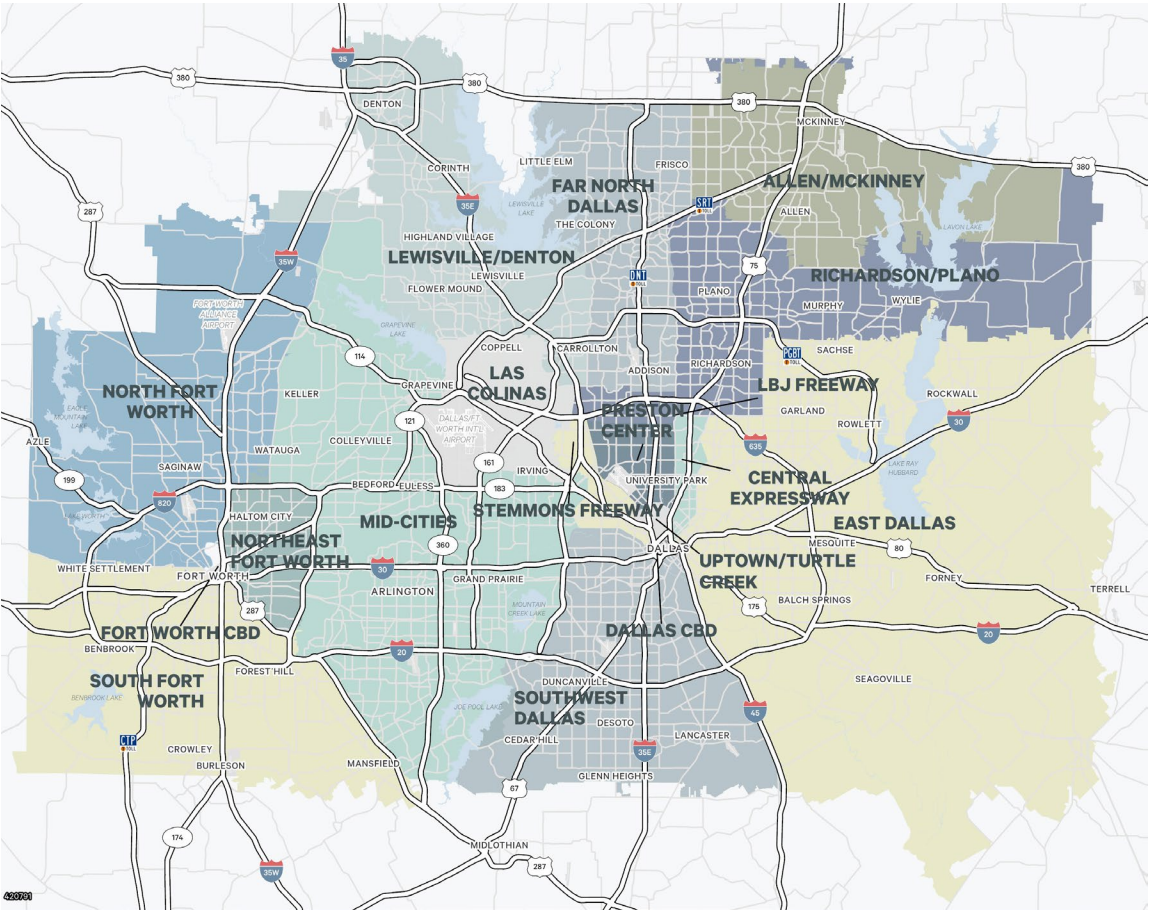 35
380
380
DENTON
380
MCKINNEY
LITTLE ELM
FRISCO
CORINTH
380
ALLEN/MCKINNEY
FAR NORTH
DALLAS
287
35E
LEWISVILLE
LAKE
SRT
TOLL
ALLEN
THE COLONY
LAVON LAKE
HIGHLAND VILLAGE
35W
LEWISVILLE/DENTON
75
LEWISVILLE
DNT
TOLL
RICHARDSON/PLANO
FLOWER MOUND
PLANO
WYLIE
MURPHY
FORT WORTH
ALLIANCE
AIRPORT
GRAPEVINE
LAKE
114
COPPELL
CARROLLTON
PGBT
TOLL
SACHSE
RICHARDSON
ADDISON
LAS
COLINAS
GRAPEVINE
LBJ FREEWAY
KELLER
NORTH FORT
WORTH
ROCKWALL
EAGLE
MOUNTAIN
LAKE
PRESTON
CENTER
GARLAND
121
DALLAS/FT
WORTH INT'L
AIRPORT
30
ROWLETT
AZLE
COLLEYVILLE
635
WATAUGA
161
LAKE RAY
HUBBARD
SAGINAW
IRVING
199
UNIVERSITY PARK
CENTRAL
EXPRESSWAY
BEDFORD
EULESS
183
820
STEMMONS FREEWAY
HALTOM CITY
LAKE WORTH
MID-CITIES
EAST DALLAS
NORTHEAST
FORT WORTH
360
MESQUITE
80
DALLAS
UPTOWN/TURTLE
CREEK
WHITE SETTLEMENT
30
FORT WORTH
GRAND PRAIRIE
FORNEY
TERRELL
ARLINGTON
287
MOUNTAIN
CREEK LAKE
175
BALCH SPRINGS
FORT WORTH CBD
DALLAS CBD
20
BENBROOK
20
FOREST HILL
SOUTH FORT
WORTH
DUNCANVILLE
SEAGOVILLE
BENBROOK LAKE
SOUTHWEST
DALLAS
JOE POOL LAKE
45
DESOTO
CTP
TOLL
CEDAR HILL
LANCASTER
CROWLEY
35E
BURLESON
MANSFIELD
GLENN HEIGHTS
67
174
MIDLOTHIAN
287
35W
420791